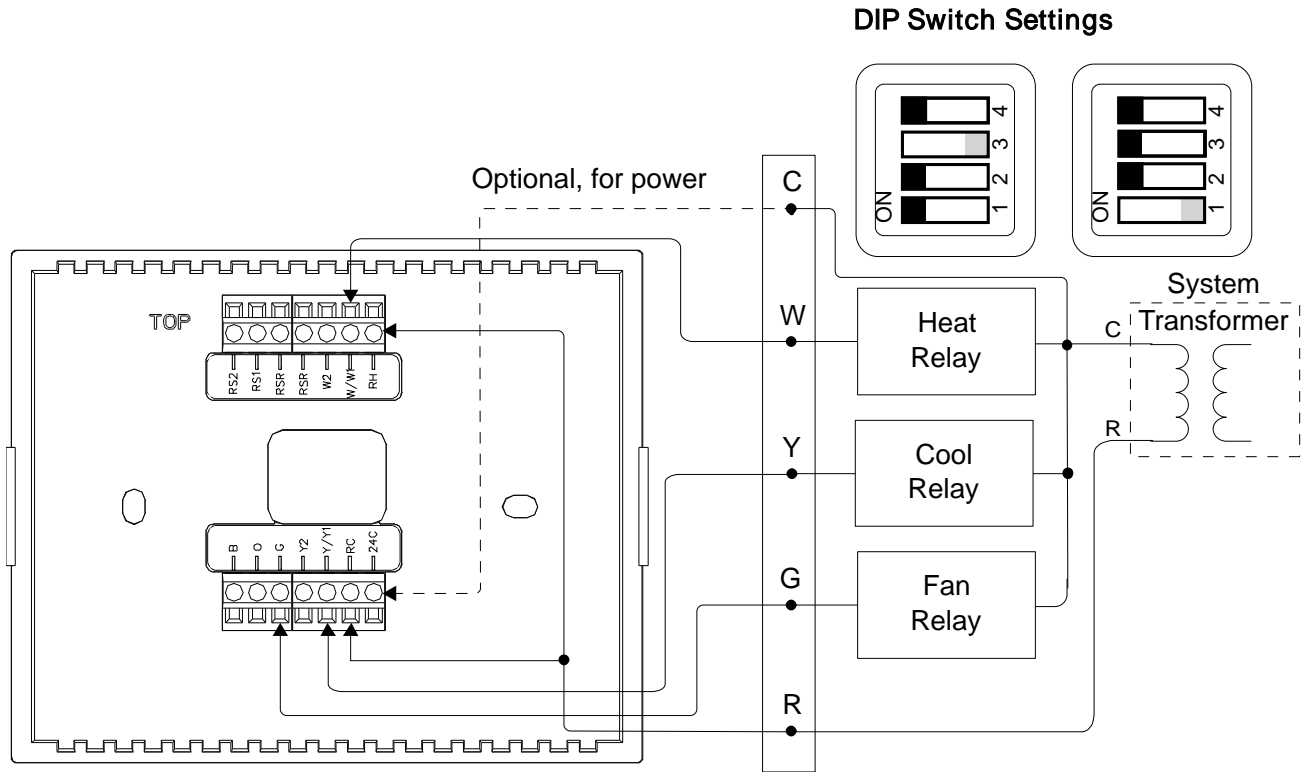 DIP Switch Settings
ON
4
3
2
1
ON
4
3
2
1
Optional, for power
C
W
Y
G
R
TOP
RS2
RS1
RSR
RSR
W2
W/W1
RH
B
O
G
Y2
Y/Y1
RC
24C
Heat
Relay
Cool
Relay
Fan
Relay
System
Transformer
C
R